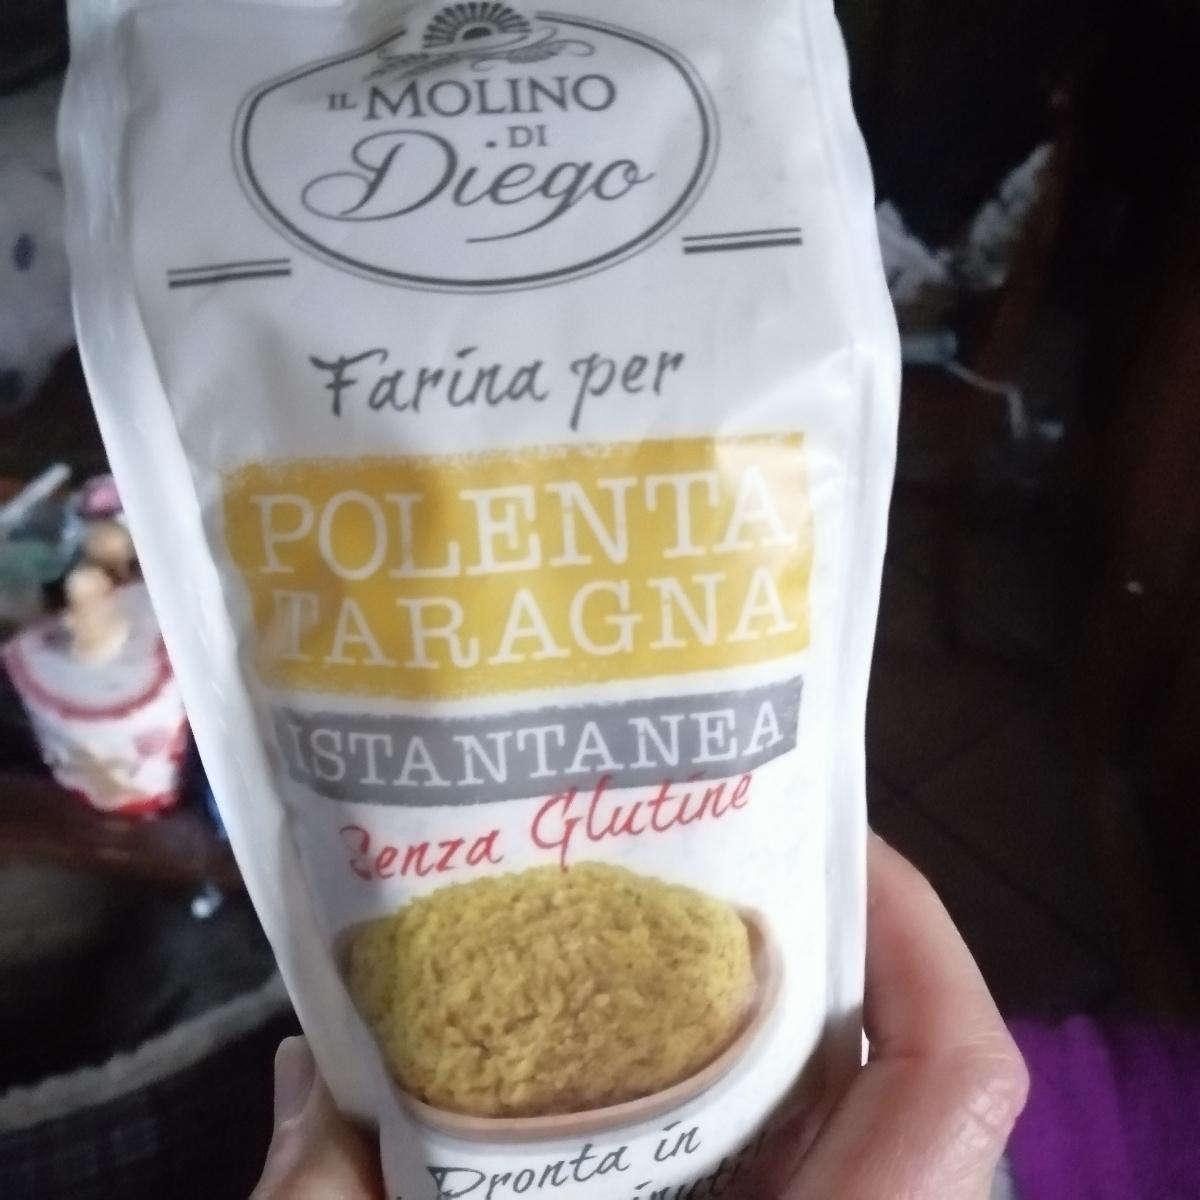 IL MOLINO
DI
Diego
Farina per
POLENTA
TARAGNA
ISTANTANEA
Senza Glutine
Pronta in